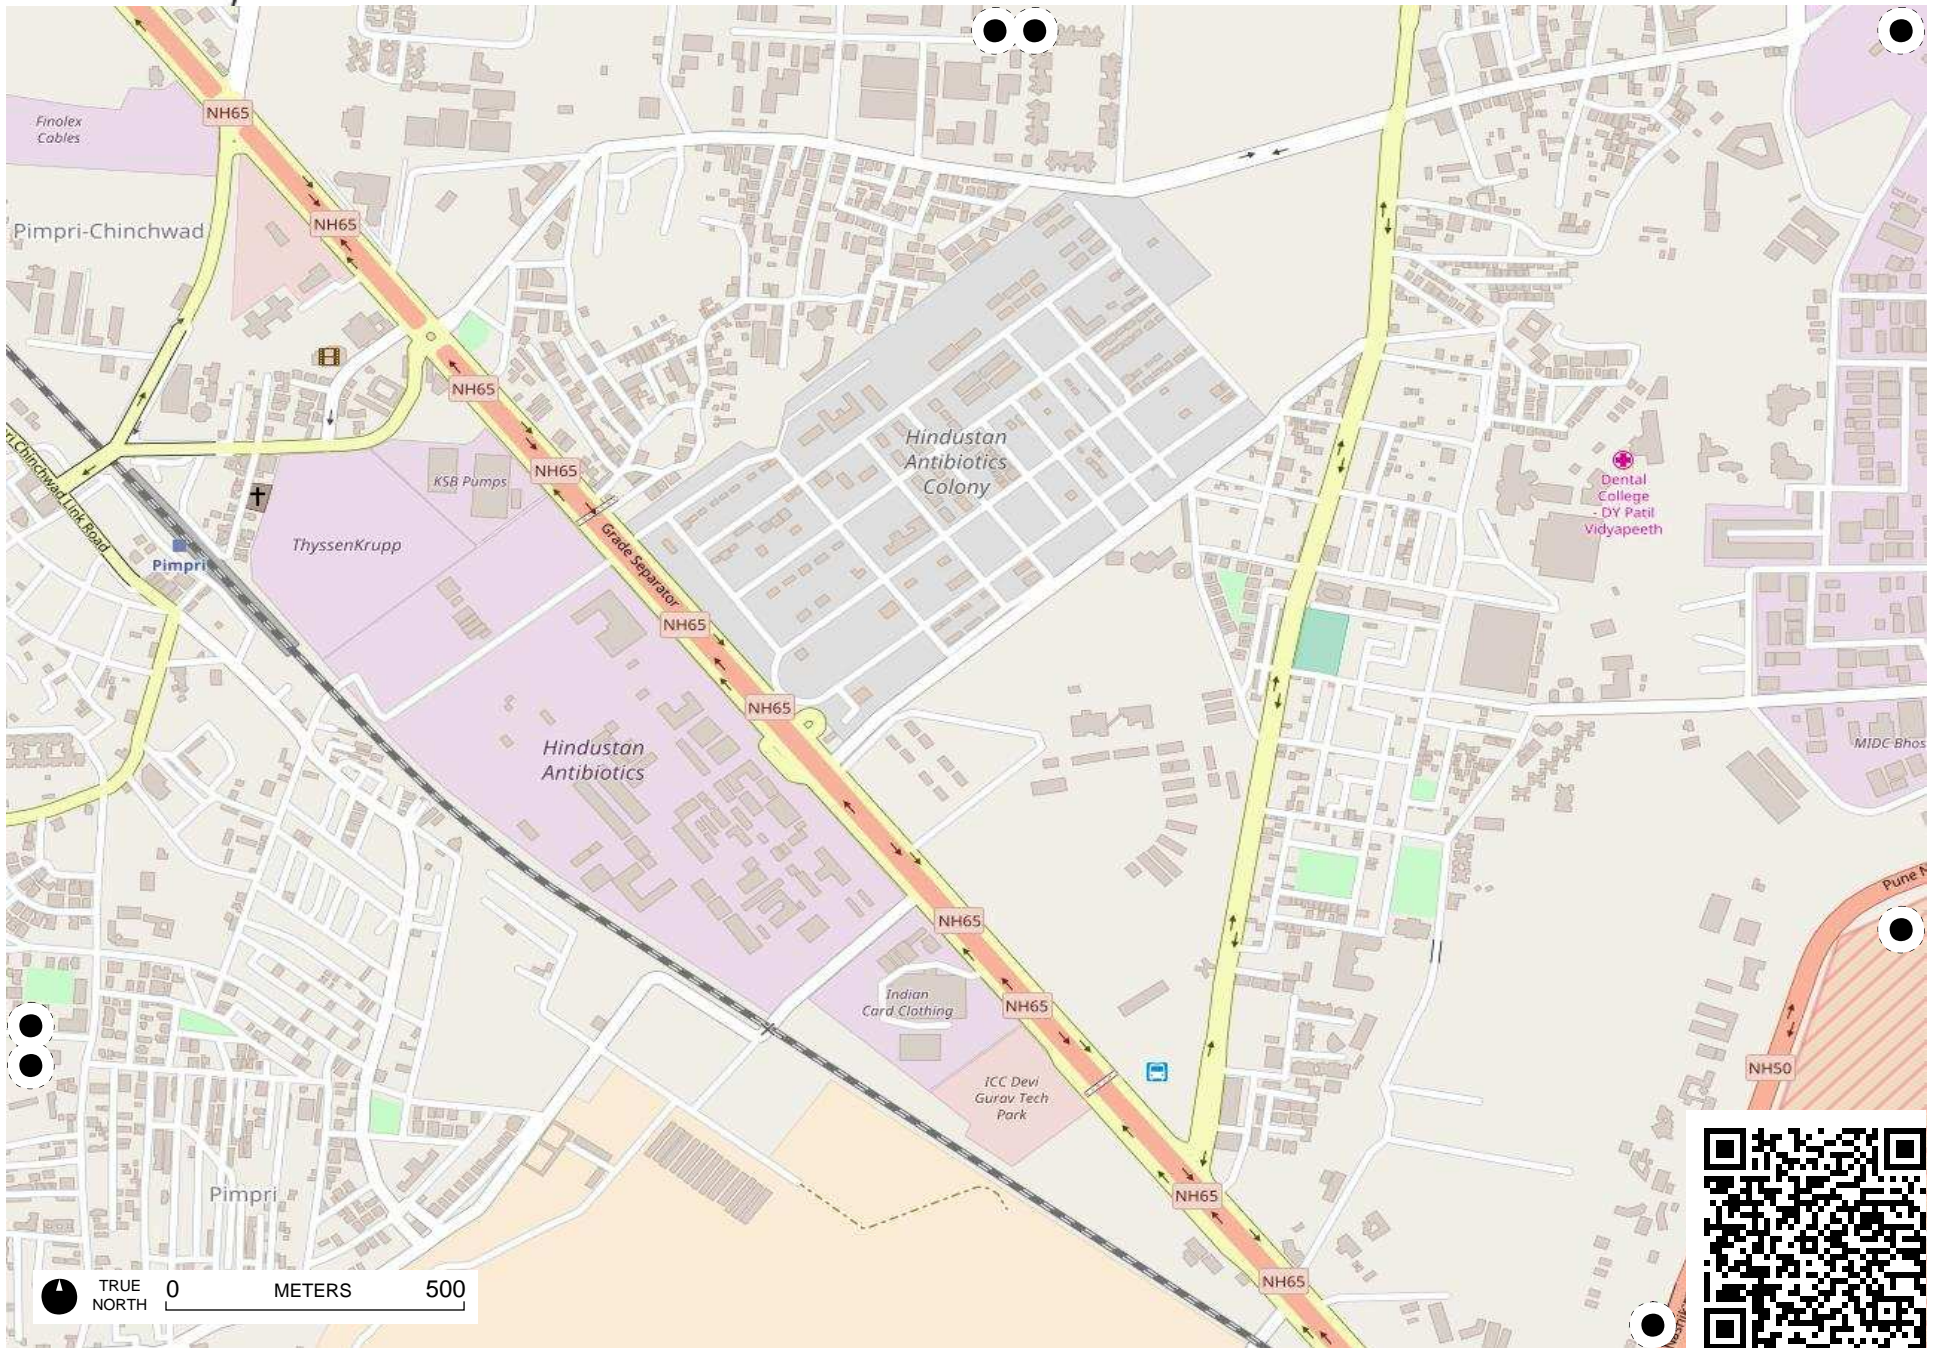 NH65
Finolex
Cables
NH65
Pimpri-Chinchwad
NH65
NH65
Hindustan
Antibiotics
Colony
KSB Pumps
Dental
College
- DY Patil
Vidyapeeth
Chinchwad Link Road
ThyssenKrupp
Grade Separator
Pimpri
NH65
NH65
Hindustan
Antibiotics
MIDC Bhos
Pune N
NH65
Indian
Card Clothing
NH65
NH50
ICC Devi
Gurav Tech
Park
Pimpri
NH65
NH65
TRUE
NORTH
0 METERS 500